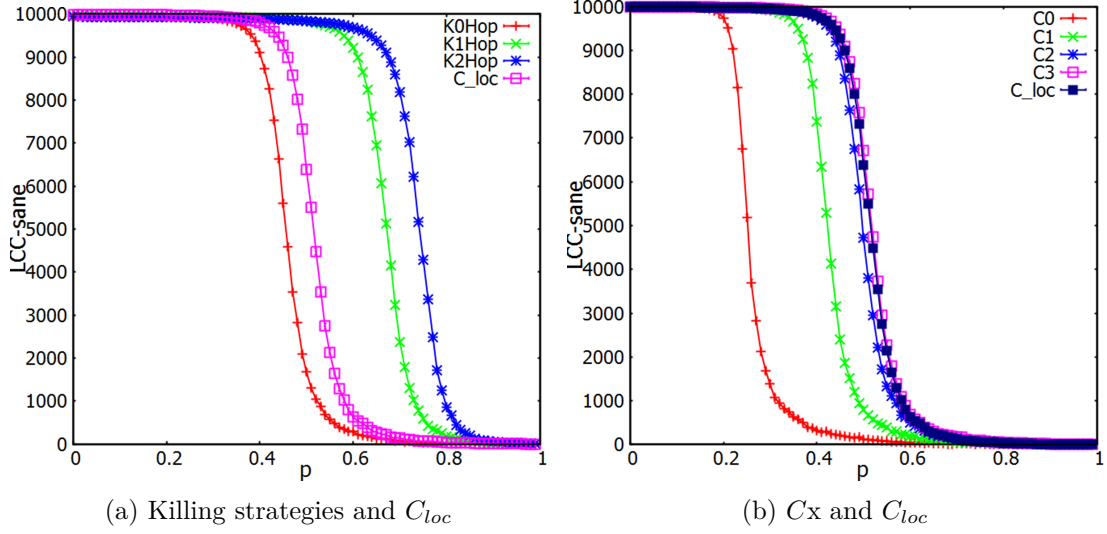 10000
9000
8000
7000
6000
5000
4000
3000
2000
1000
0
LCC-sane
0
0.2
0.4
0.6
0.8
1
p
K0Hop
K1Hop
K2Hop
C_loc
(a) Killing strategies and C_loc
10000
9000
8000
7000
6000
5000
4000
3000
2000
1000
0
LCC-sane
0
0.2
0.4
0.6
0.8
1
p
C0
C1
C2
C3
C_loc
(b) Cx and C_loc